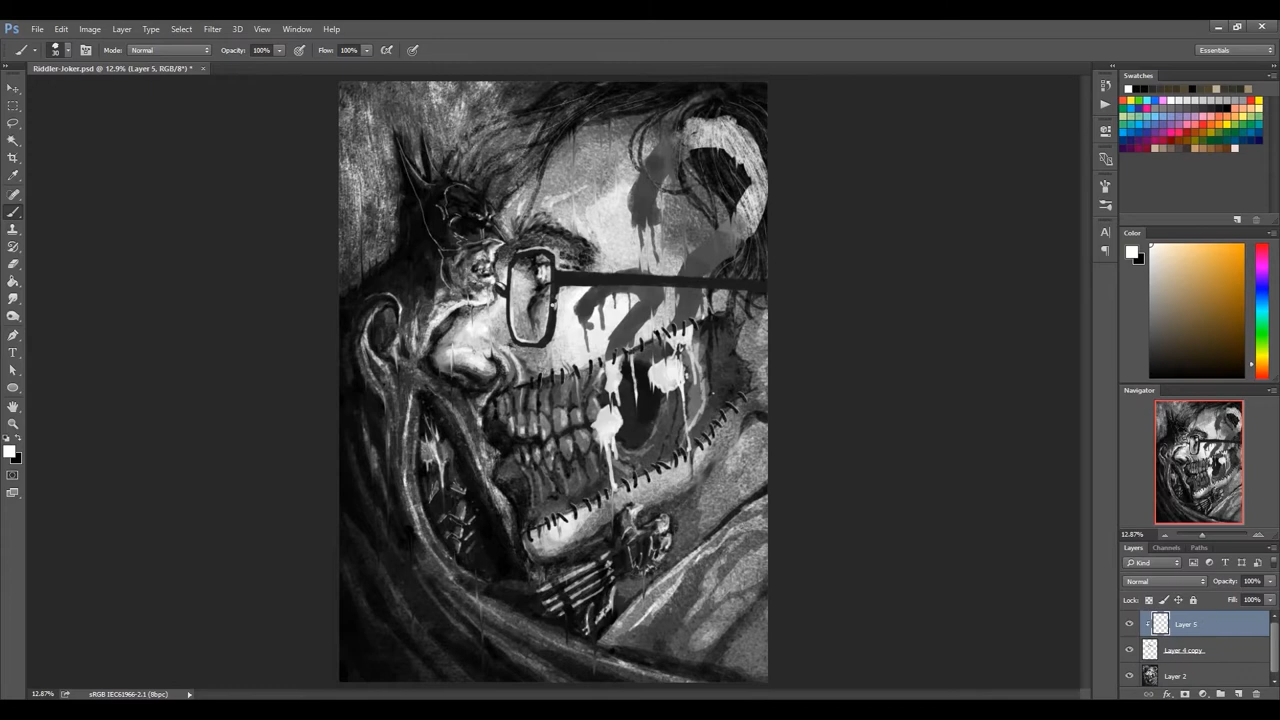 Ps File Edit Image Layer Type Select Filter 3D View Window Help
30 Mode: Normal Opacity: 100% Flow: 100% Essentials
Riddler-Joker.psd @ 12.9% (Layer 5, RGB/8*) *
Swatches
Color
Navigator
12.87%
Layers Channels Paths
Kind
Normal Opacity: 100%
Lock: Fill: 100%
Layer 5
Layer 4 copy
Layer 2
12.87% sRGB IEC61966-2.1 (8bpc)